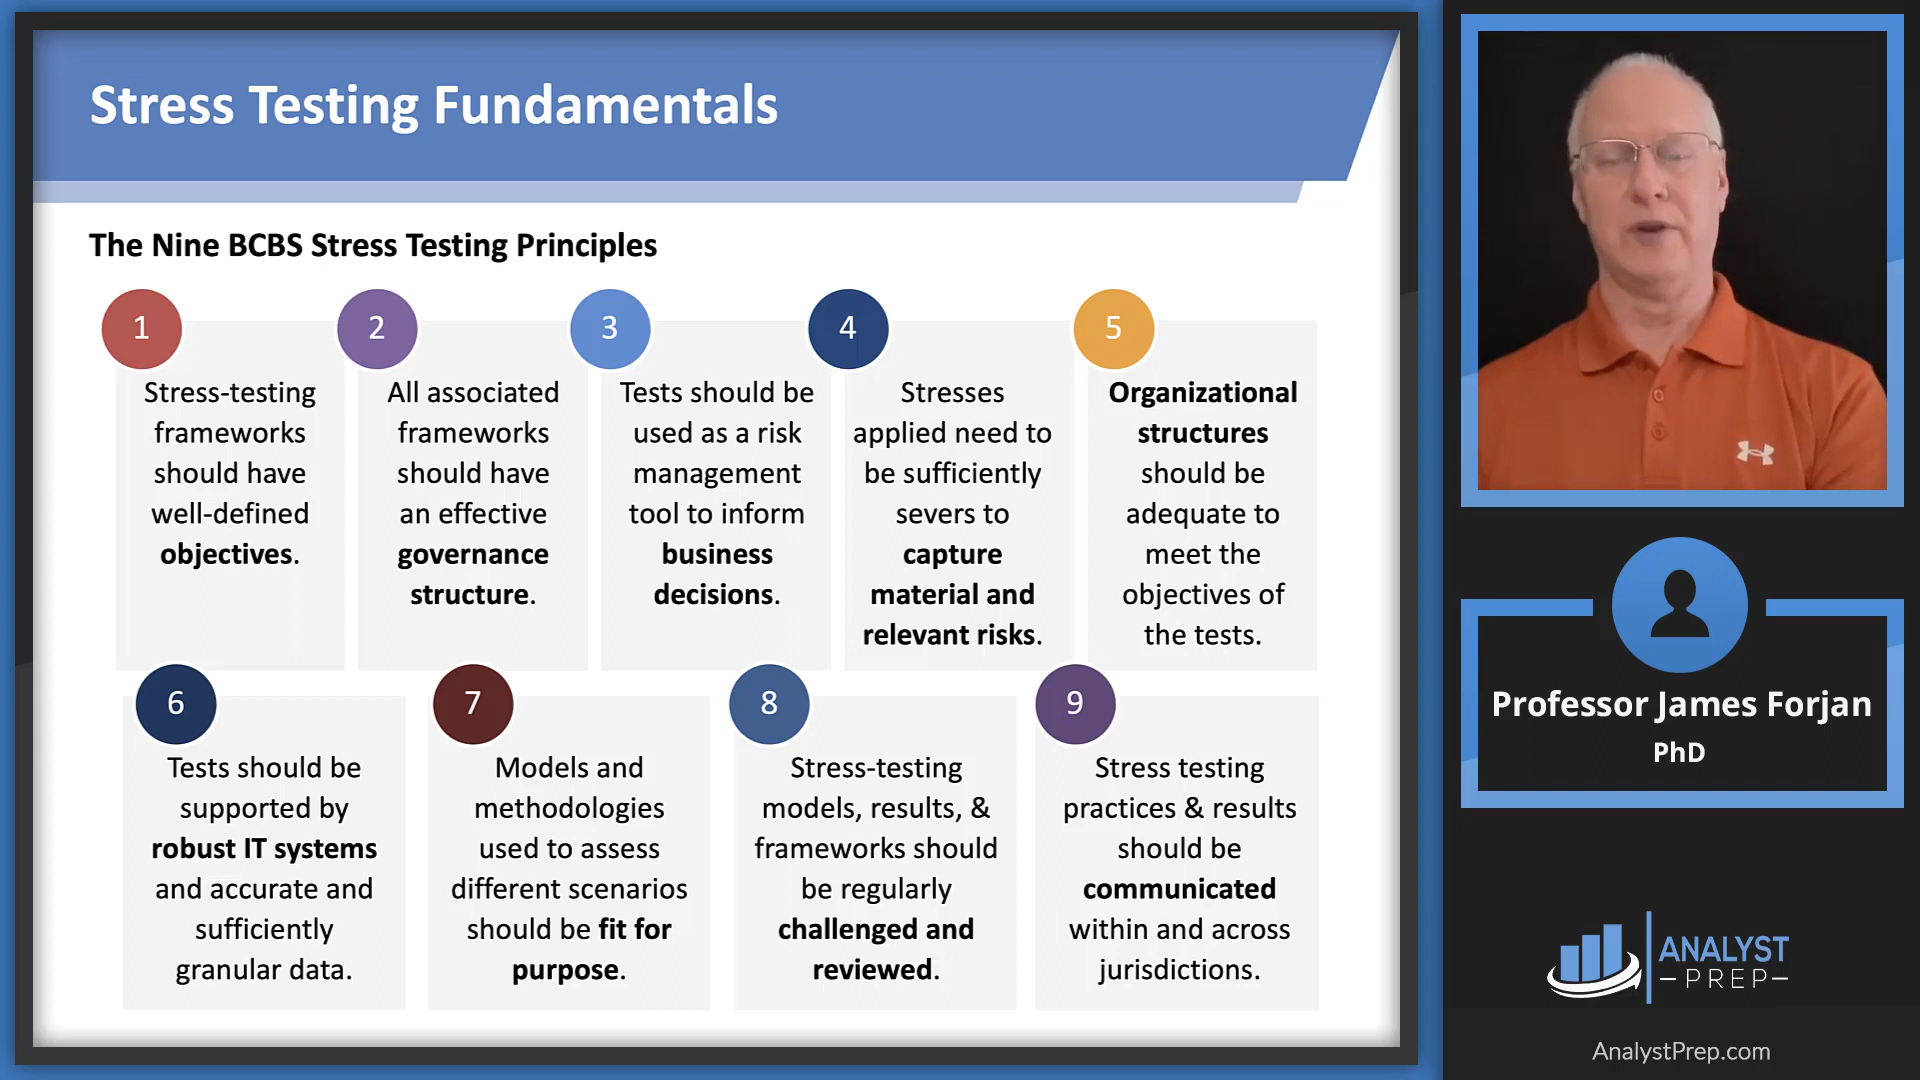 Stress Testing Fundamentals
The Nine BCBS Stress Testing Principles
1
Stress-testing
frameworks
should have
well-defined
objectives.
2
All associated
frameworks
should have
an effective
governance
structure.
3
Tests should be
used as a risk
management
tool to inform
business
decisions.
4
Stresses
applied need to
be sufficiently
severs to
capture
material and
relevant risks.
5
Organizational
structures
should be
adequate to
meet the
objectives of
the tests.
6
Tests should be
supported by
robust IT systems
and accurate and
sufficiently
granular data.
7
Models and
methodologies
used to assess
different scenarios
should be fit for
purpose.
8
Stress-testing
models, results, &
frameworks should
be regularly
challenged and
reviewed.
9
Stress testing
practices & results
should be
communicated
within and across
jurisdictions.
Professor James Forjan
PhD
ANALYST
PREP
AnalystPrep.com